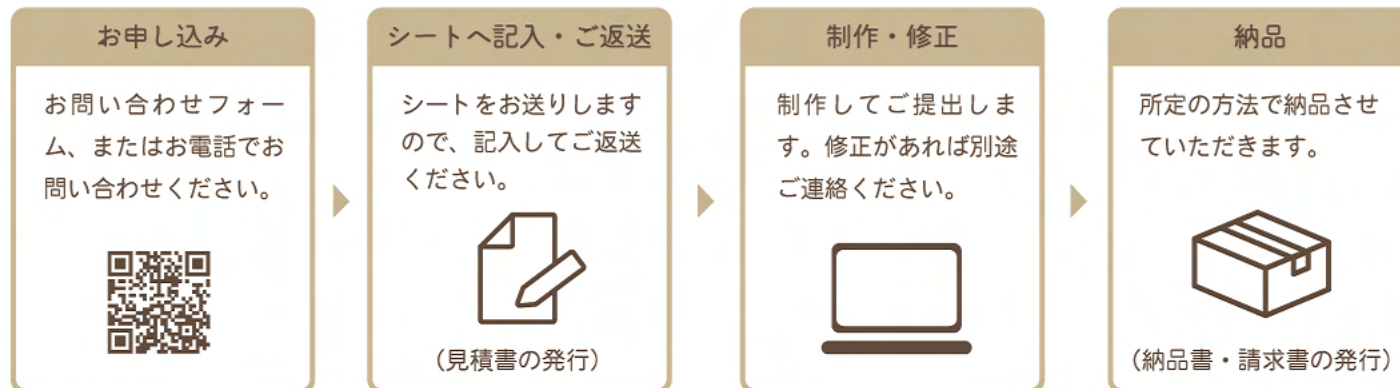 お申し込み
お問い合わせフォー
ム、またはお電話でお
問い合わせください。
シートへ記入・ご返送
シートをお送りします
ので、記入してご返送
ください。
（見積書の発行）
制作・修正
制作してご提出しま
す。修正があれば別途
ご連絡ください。
納品
所定の方法で納品させ
ていただきます。
（納品書・請求書の発行）